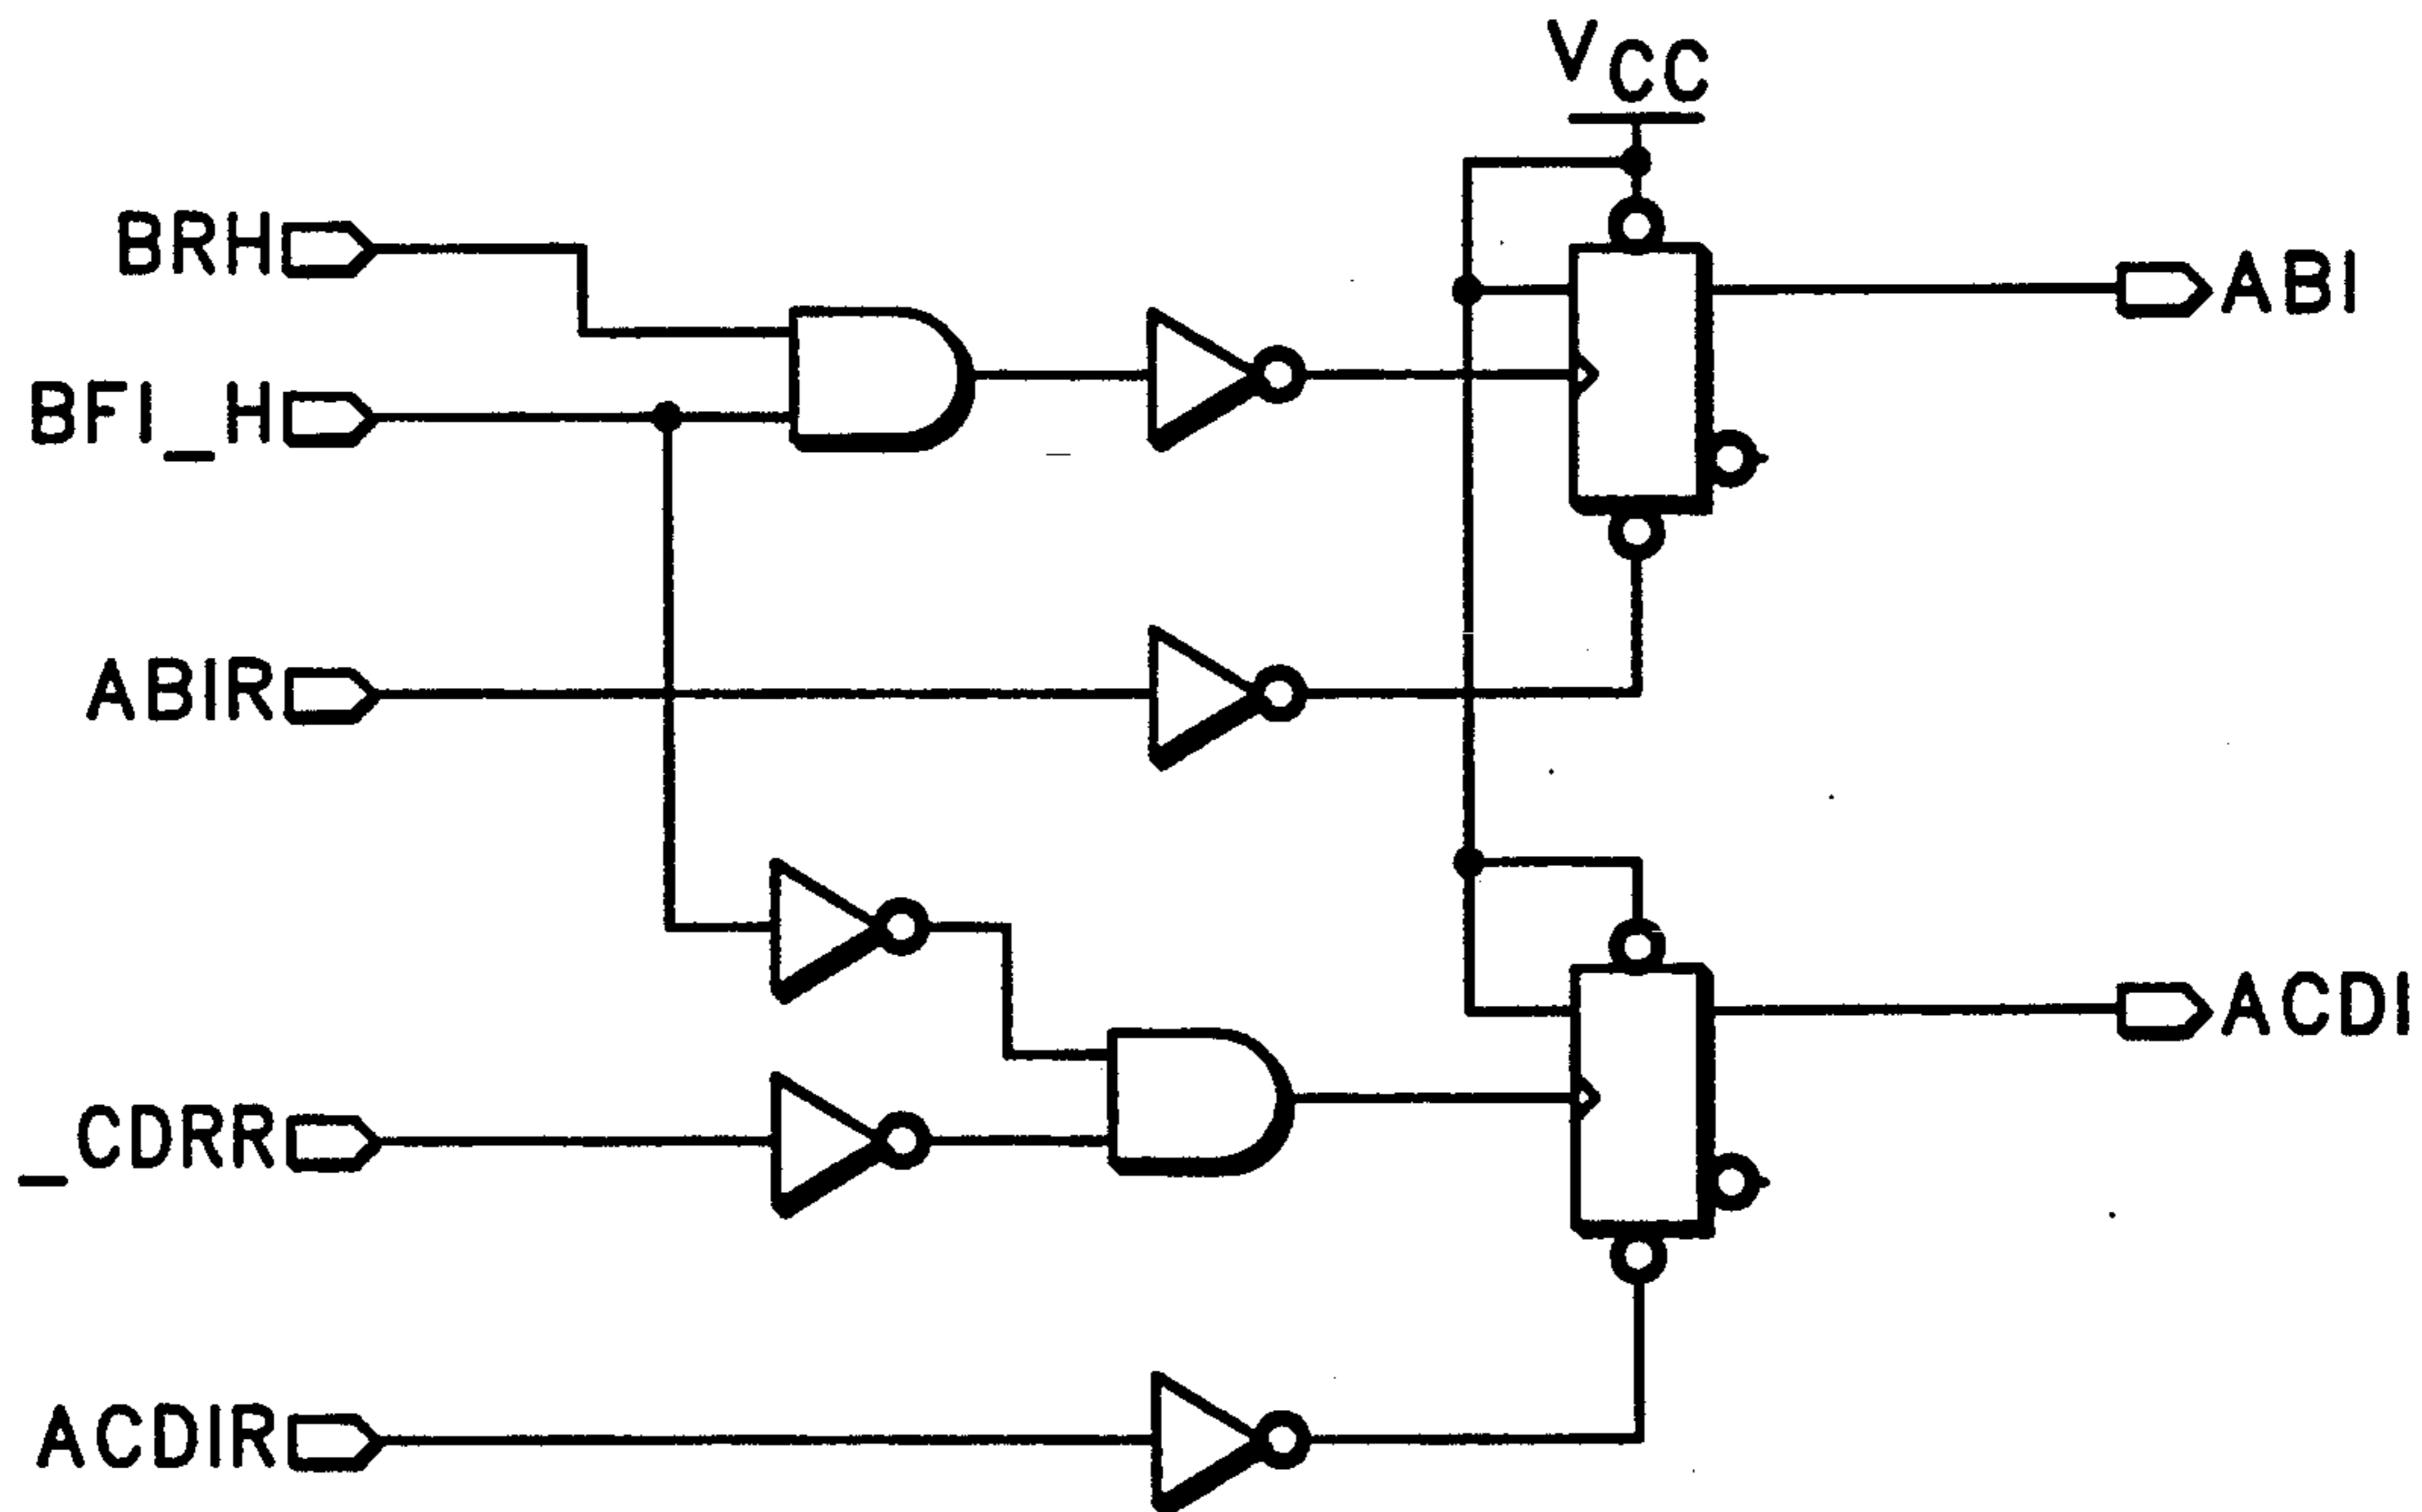 VCC
BRH
ABI
BFI_H
ABIR
ACDI
_CDRR
ACDIR